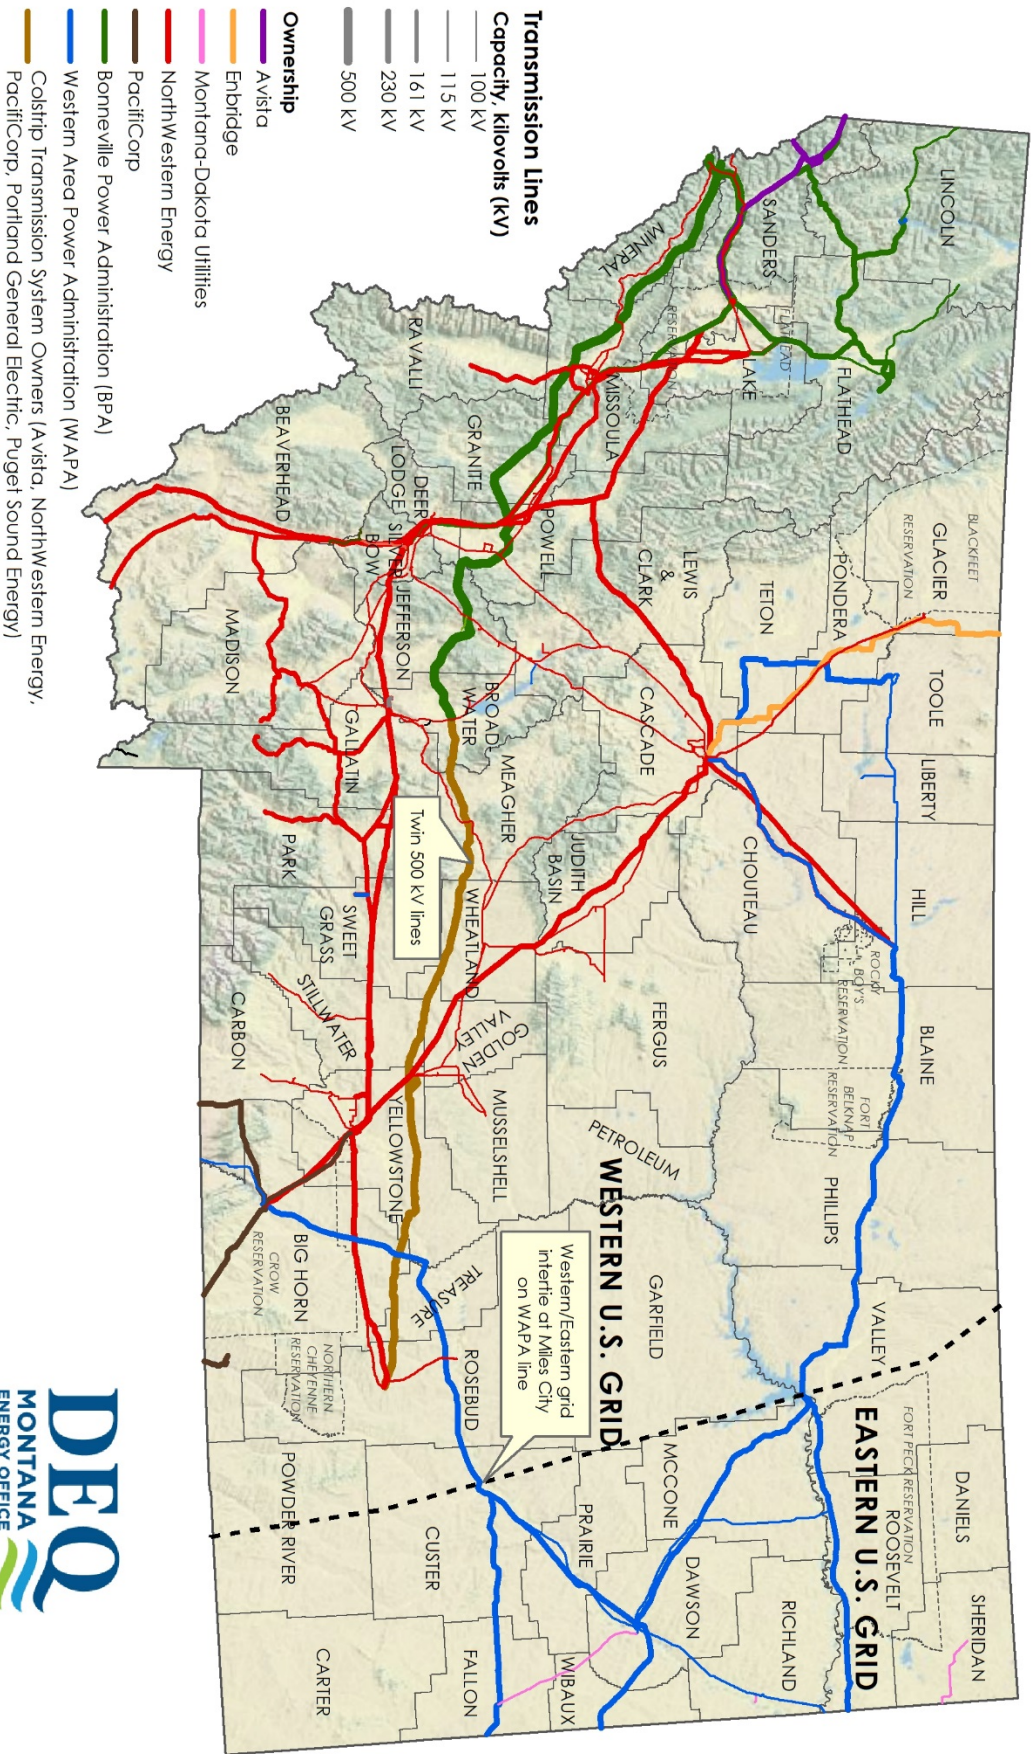 Transmission Lines
Capacity, kilovolts (kV)
100 kV
115 kV
161 kV
230 kV
500 kV
Ownership
Avista
Enbridge
Montana-Dakota Utilities
NorthWestern Energy
PacifiCorp
Bonneville Power Administration (BPA)
Western Area Power Administration (WAPA)
Colstrip Transmission System Owners (Avista, NorthWestern Energy,
PacifiCorp, Portland General Electric, Puget Sound Energy)
LINCOLN
SANDERS
MINERAL
FLATHEAD
RESERVATION
FLATHEAD
LAKE
MISSOULA
RAVALLI
GRANITE
POWELL
DEER
LODGE
SILVER
BOW
BEAVERHEAD
BLACKFEET
RESERVATION
GLACIER
PONDERA
TETON
LEWIS
&
CLARK
JEFFERSON
MADISON
TOOLE
LIBERTY
CASCADE
BROAD-
WATER
GALLATIN
MEAGHER
CHOUTEAU
HILL
JUDITH
BASIN
PARK
WHEATLAND
SWEET
GRASS
STILLWATER
CARBON
ROCKY
BOY'S
RESERVATION
BLAINE
FORT
BELKNAP
RESERVATION
FERGUS
GOLDEN
VALLEY
MUSSELSHELL
PETROLEUM
YELLOWSTONE
PHILLIPS
BIG HORN
CROW
RESERVATION
TREASURE
ROSEBUD
NORTHERN
CHEYENNE
RESERVATION
GARFIELD
VALLEY
FORT PECK RESERVATION
DANIELS
ROOSEVELT
SHERIDAN
MCCONE
PRAIRIE
DAWSON
RICHLAND
WIBAUX
CUSTER
FALLON
POWDER RIVER
CARTER
WESTERN U.S. GRID
EASTERN U.S. GRID
Twin 500 kV lines
Western/Eastern grid
intertie at Miles City
on WAPA line
DEQ
MONTANA
ENERGY OFFICE